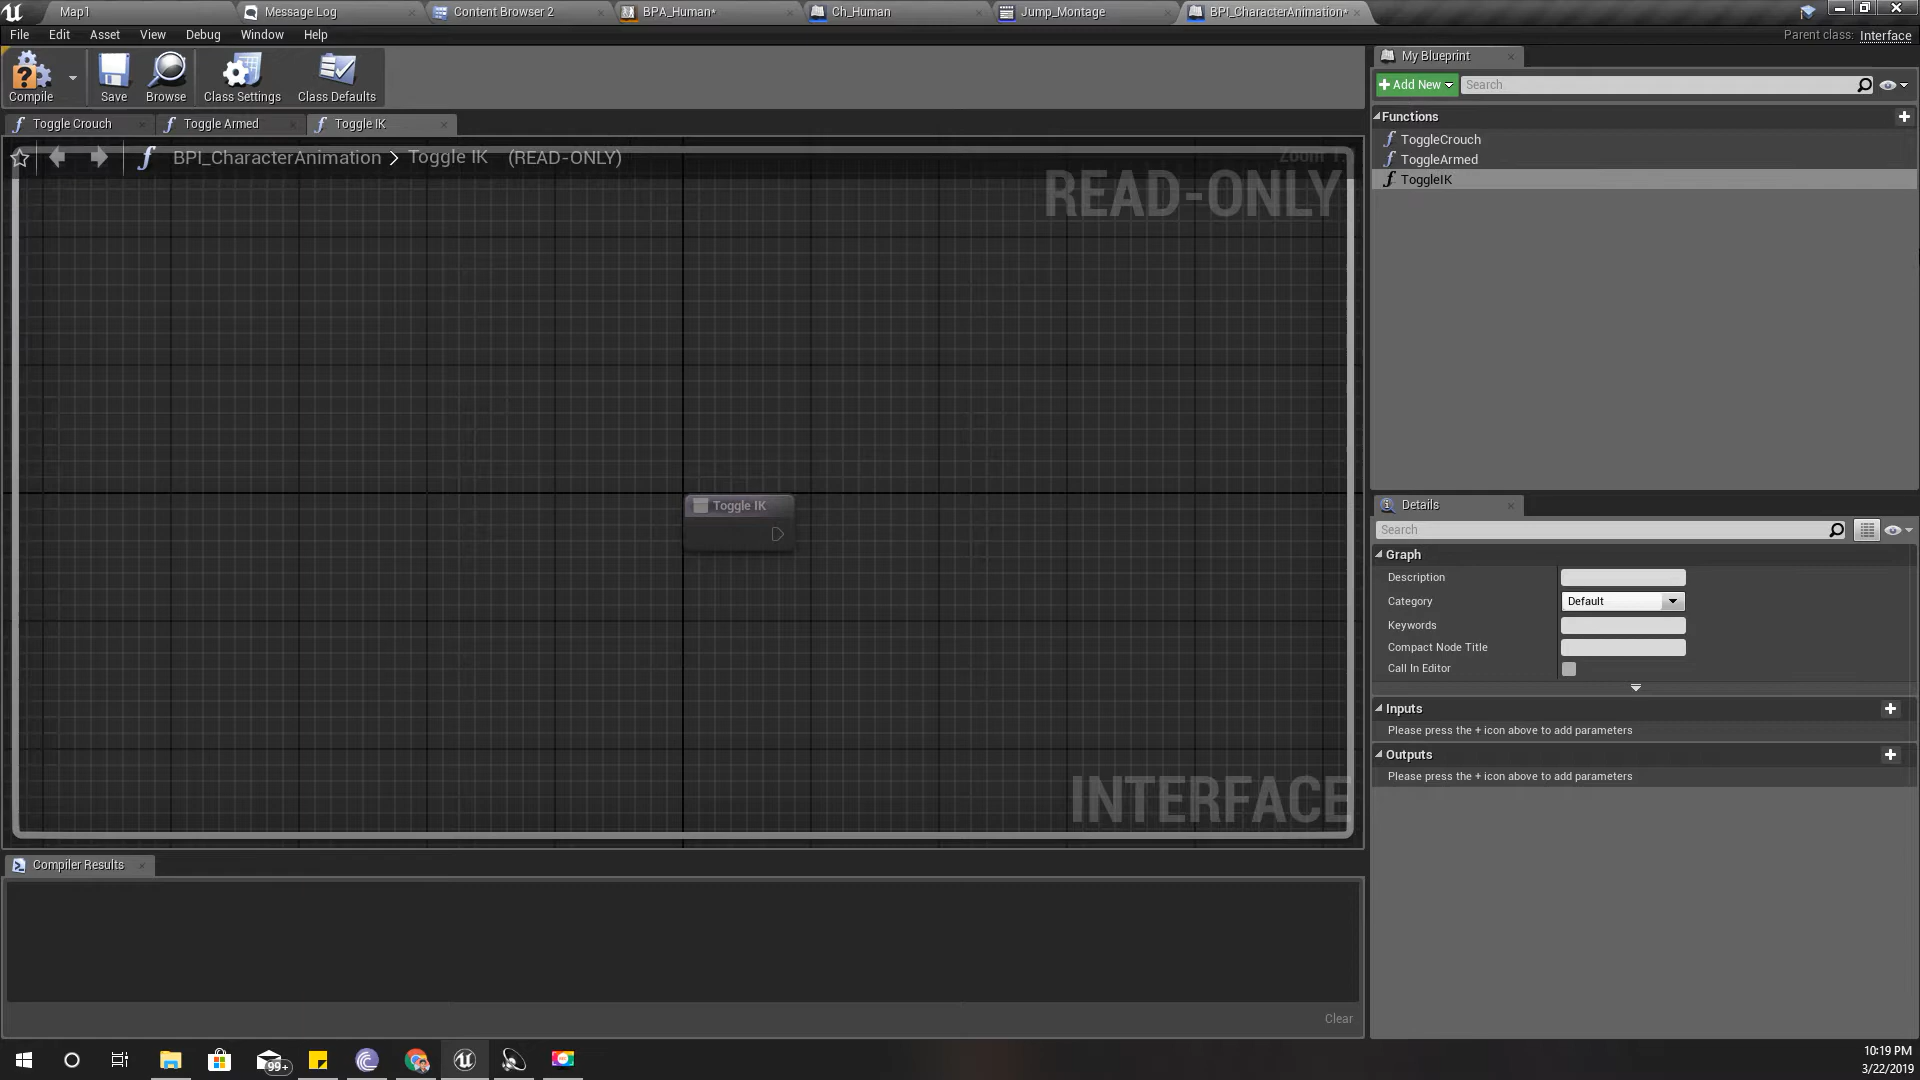 Map1
Message Log
Content Browser 2
BPA_Human*
Ch_Human
Jump_Montage
BPI_CharacterAnimation*
File Edit Asset View Debug Window Help
Parent class: Interface
Compile
Save
Browse
Class Settings
Class Defaults
My Blueprint
Add New
Search
Functions
ToggleCrouch
ToggleArmed
ToggleIK
Toggle Crouch
Toggle Armed
Toggle IK
BPI_CharacterAnimation > Toggle IK (READ-ONLY)
READ-ONLY
Toggle IK
INTERFACE
Details
Search
Graph
Description
Category Default
Keywords
Compact Node Title
Call In Editor
Inputs
Please press the + icon above to add parameters
Outputs
Please press the + icon above to add parameters
Compiler Results
Clear
99+
10:19 PM
3/22/2019